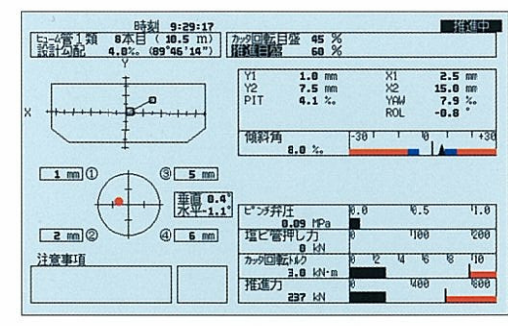 時刻 9:29:17
推進中
ヒューム管1類 8本目 ( 10.5 m)
設計勾配 4.0‰ (89°46'14")
カッタ回転目盛 45 %
推進目盛 60 %
Y
X
Y1 1.0 mm X1 2.5 mm
Y2 7.5 mm X2 15.0 mm
PIT 4.1 ‰ YAW 7.9 ‰
ROL -0.8 °
傾斜角 -30 0 +30
8.0 ‰
1 mm ① ③ 5 mm
垂直 0.4°
水平-1.1°
2 mm ② ④ 6 mm
注意事項
ピンチ弁圧 0.0 0.5 1.0
0.09 MPa
塩ビ管押し力 0 100 200
0 kN
カッタ回転トルク 0 2 4 6 8 10
3.0 kN·m
推進力 0 400 800
237 kN